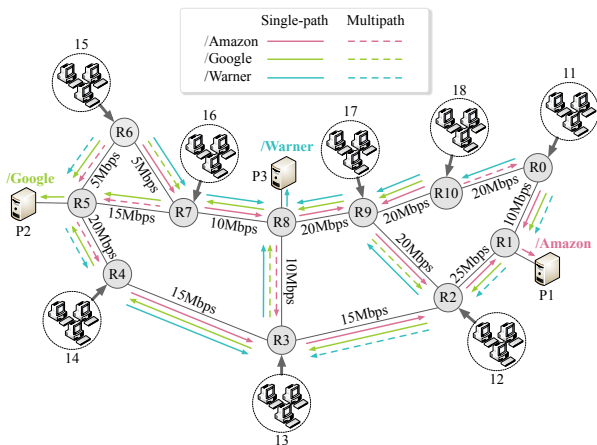 Single-path Multipath
/Amazon
/Google
/Warner
15
16
17
18
11
R6
/Warner
P3
R0
/Google
5Mbps
5Mbps
R10
20Mbps
P2
R5
15Mbps
R7
10Mbps
R8
20Mbps
R9
20Mbps
10Mbps
R1
/Amazon
P1
20Mbps
R4
10Mbps
20Mbps
25Mbps
R2
15Mbps
15Mbps
R3
14
12
13